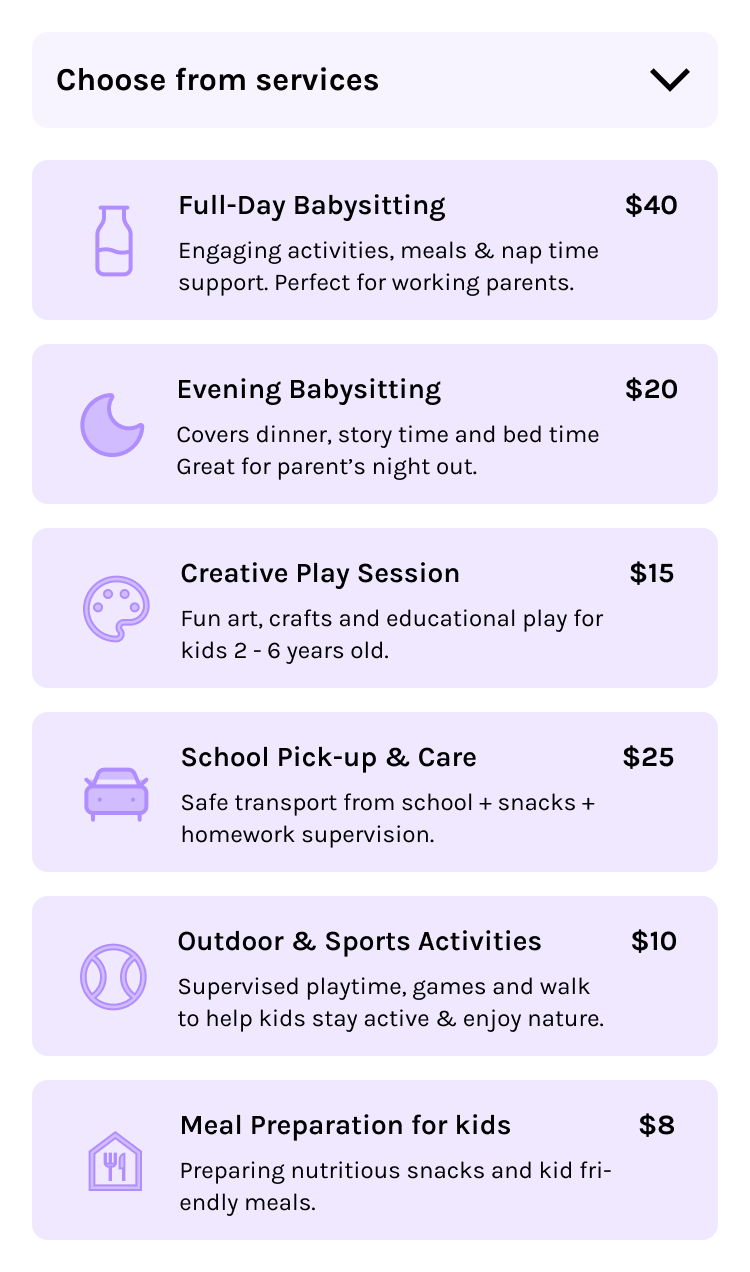 Choose from services
Full-Day Babysitting $40
Engaging activities, meals & nap time
support. Perfect for working parents.
Evening Babysitting $20
Covers dinner, story time and bed time
Great for parent’s night out.
Creative Play Session $15
Fun art, crafts and educational play for
kids 2 - 6 years old.
School Pick-up & Care $25
Safe transport from school + snacks +
homework supervision.
Outdoor & Sports Activities $10
Supervised playtime, games and walk
to help kids stay active & enjoy nature.
Meal Preparation for kids $8
Preparing nutritious snacks and kid fri-
endly meals.